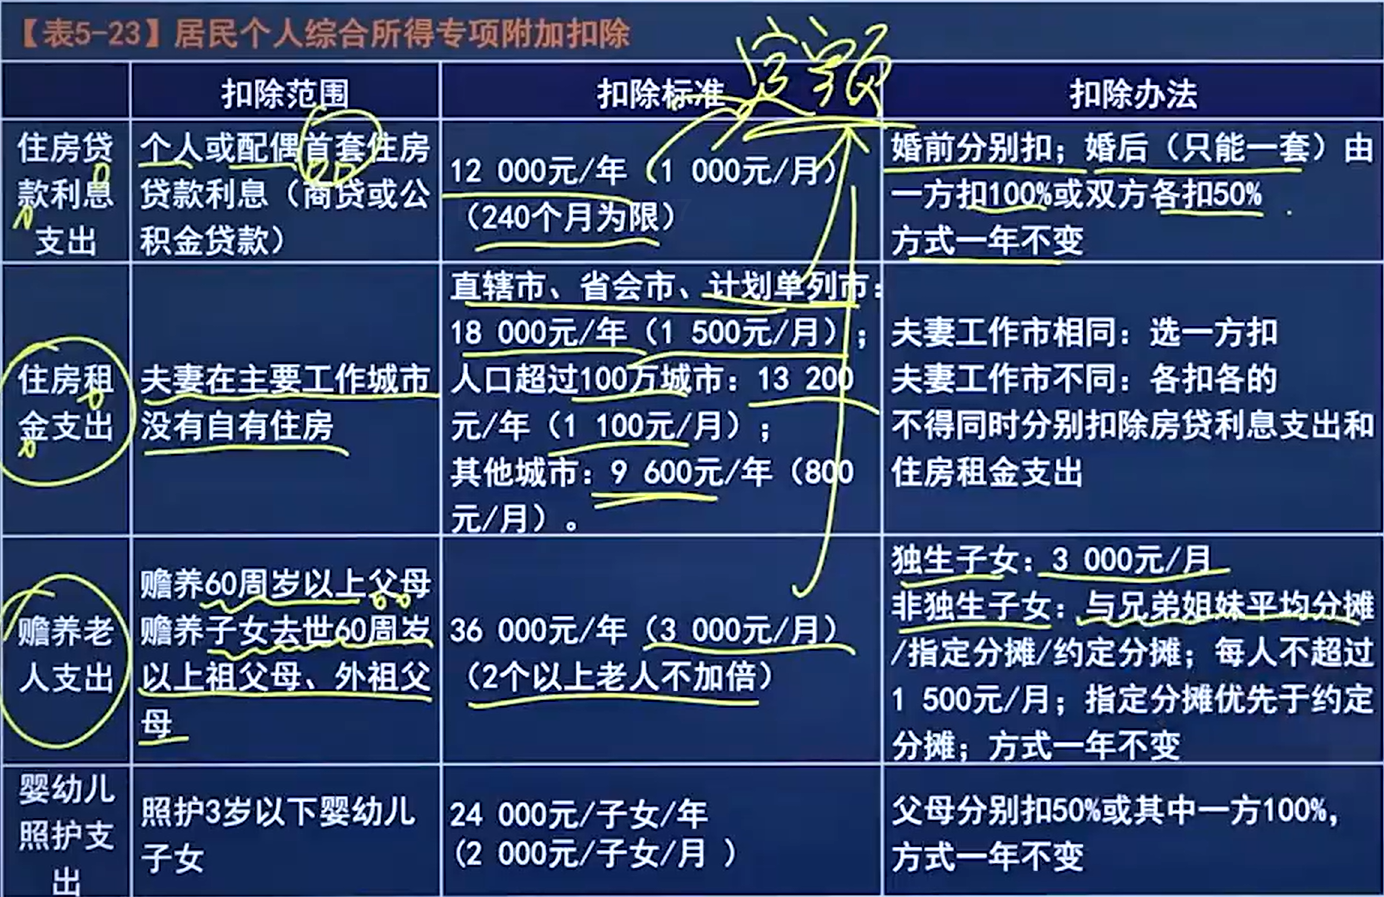 【表5-23】居民个人综合所得专项附加扣除
定额
扣除范围
扣除标准
扣除办法
住房贷
款利息
支出
个人或配偶首套住房
贷款利息（商贷或公
积金贷款）
12 000元/年（1 000元/月）
（240个月为限）
婚前分别扣；婚后（只能一套）由
一方扣100%或双方各扣50%
方式一年不变
住房租
金支出
夫妻在主要工作城市
没有自有住房
直辖市、省会市、计划单列市：
18 000元/年（1 500元/月）；
人口超过100万城市：13 200
元/年（1 100元/月）；
其他城市：9 600元/年（800
元/月）。
夫妻工作市相同：选一方扣
夫妻工作市不同：各扣各的
不得同时分别扣除房贷利息支出和
住房租金支出
赡养老
人支出
赡养60周岁以上父母
赡养子女去世60周岁
以上祖父母、外祖父
母
36 000元/年（3 000元/月）
（2个以上老人不加倍）
独生子女：3 000元/月
非独生子女：与兄弟姐妹平均分摊
/指定分摊/约定分摊；每人不超过
1 500元/月；指定分摊优先于约定
分摊；方式一年不变
婴幼儿
照护支
出
照护3岁以下婴幼儿
子女
24 000元/子女/年
（2 000元/子女/月 ）
父母分别扣50%或其中一方100%，
方式一年不变